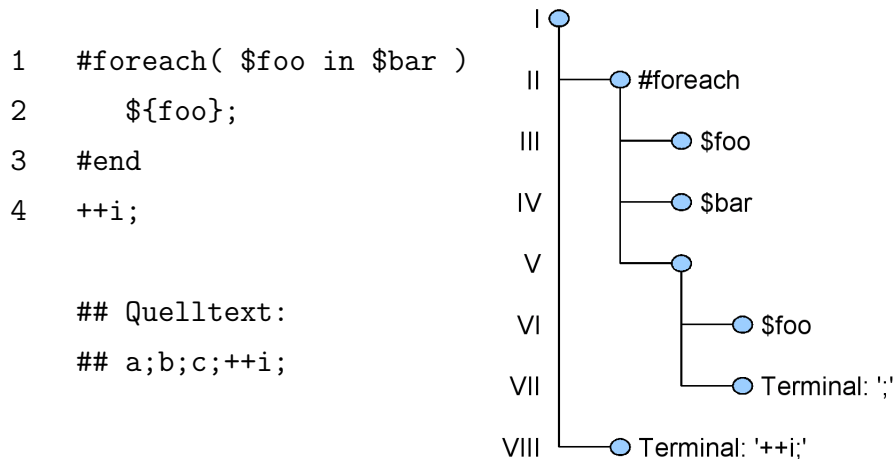 1 #foreach( $foo in $bar )
2 ${foo};
3 #end
4 ++i;
## Quelltext:
## a;b;c;++i;
I
II #foreach
III $foo
IV $bar
V
VI $foo
VII Terminal: ';'
VIII Terminal: '++i;'